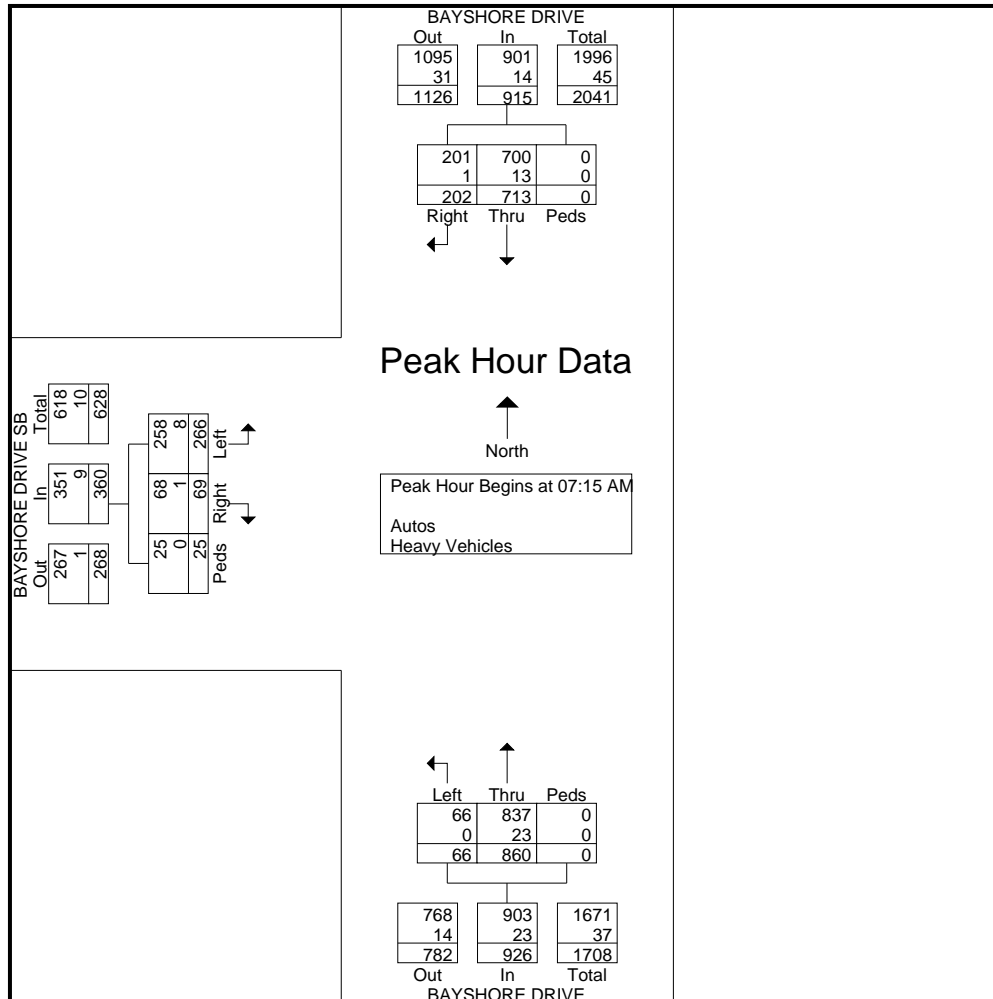 BAYSHORE DRIVE
Out In Total
1095 901 1996
31 14 45
1126 915 2041
201 700 0
1 13 0
202 713 0
Right Thru Peds
Peak Hour Data
North
Peak Hour Begins at 07:15 AM
Autos
Heavy Vehicles
BAYSHORE DRIVE SB
Out In Total
267 351 618
1 9 10
268 360 628
25 68 258
0 1 8
25 69 266
Peds Right Left
Left Thru Peds
66 837 0
0 23 0
66 860 0
768 903 1671
14 23 37
782 926 1708
Out In Total
BAYSHORE DRIVE